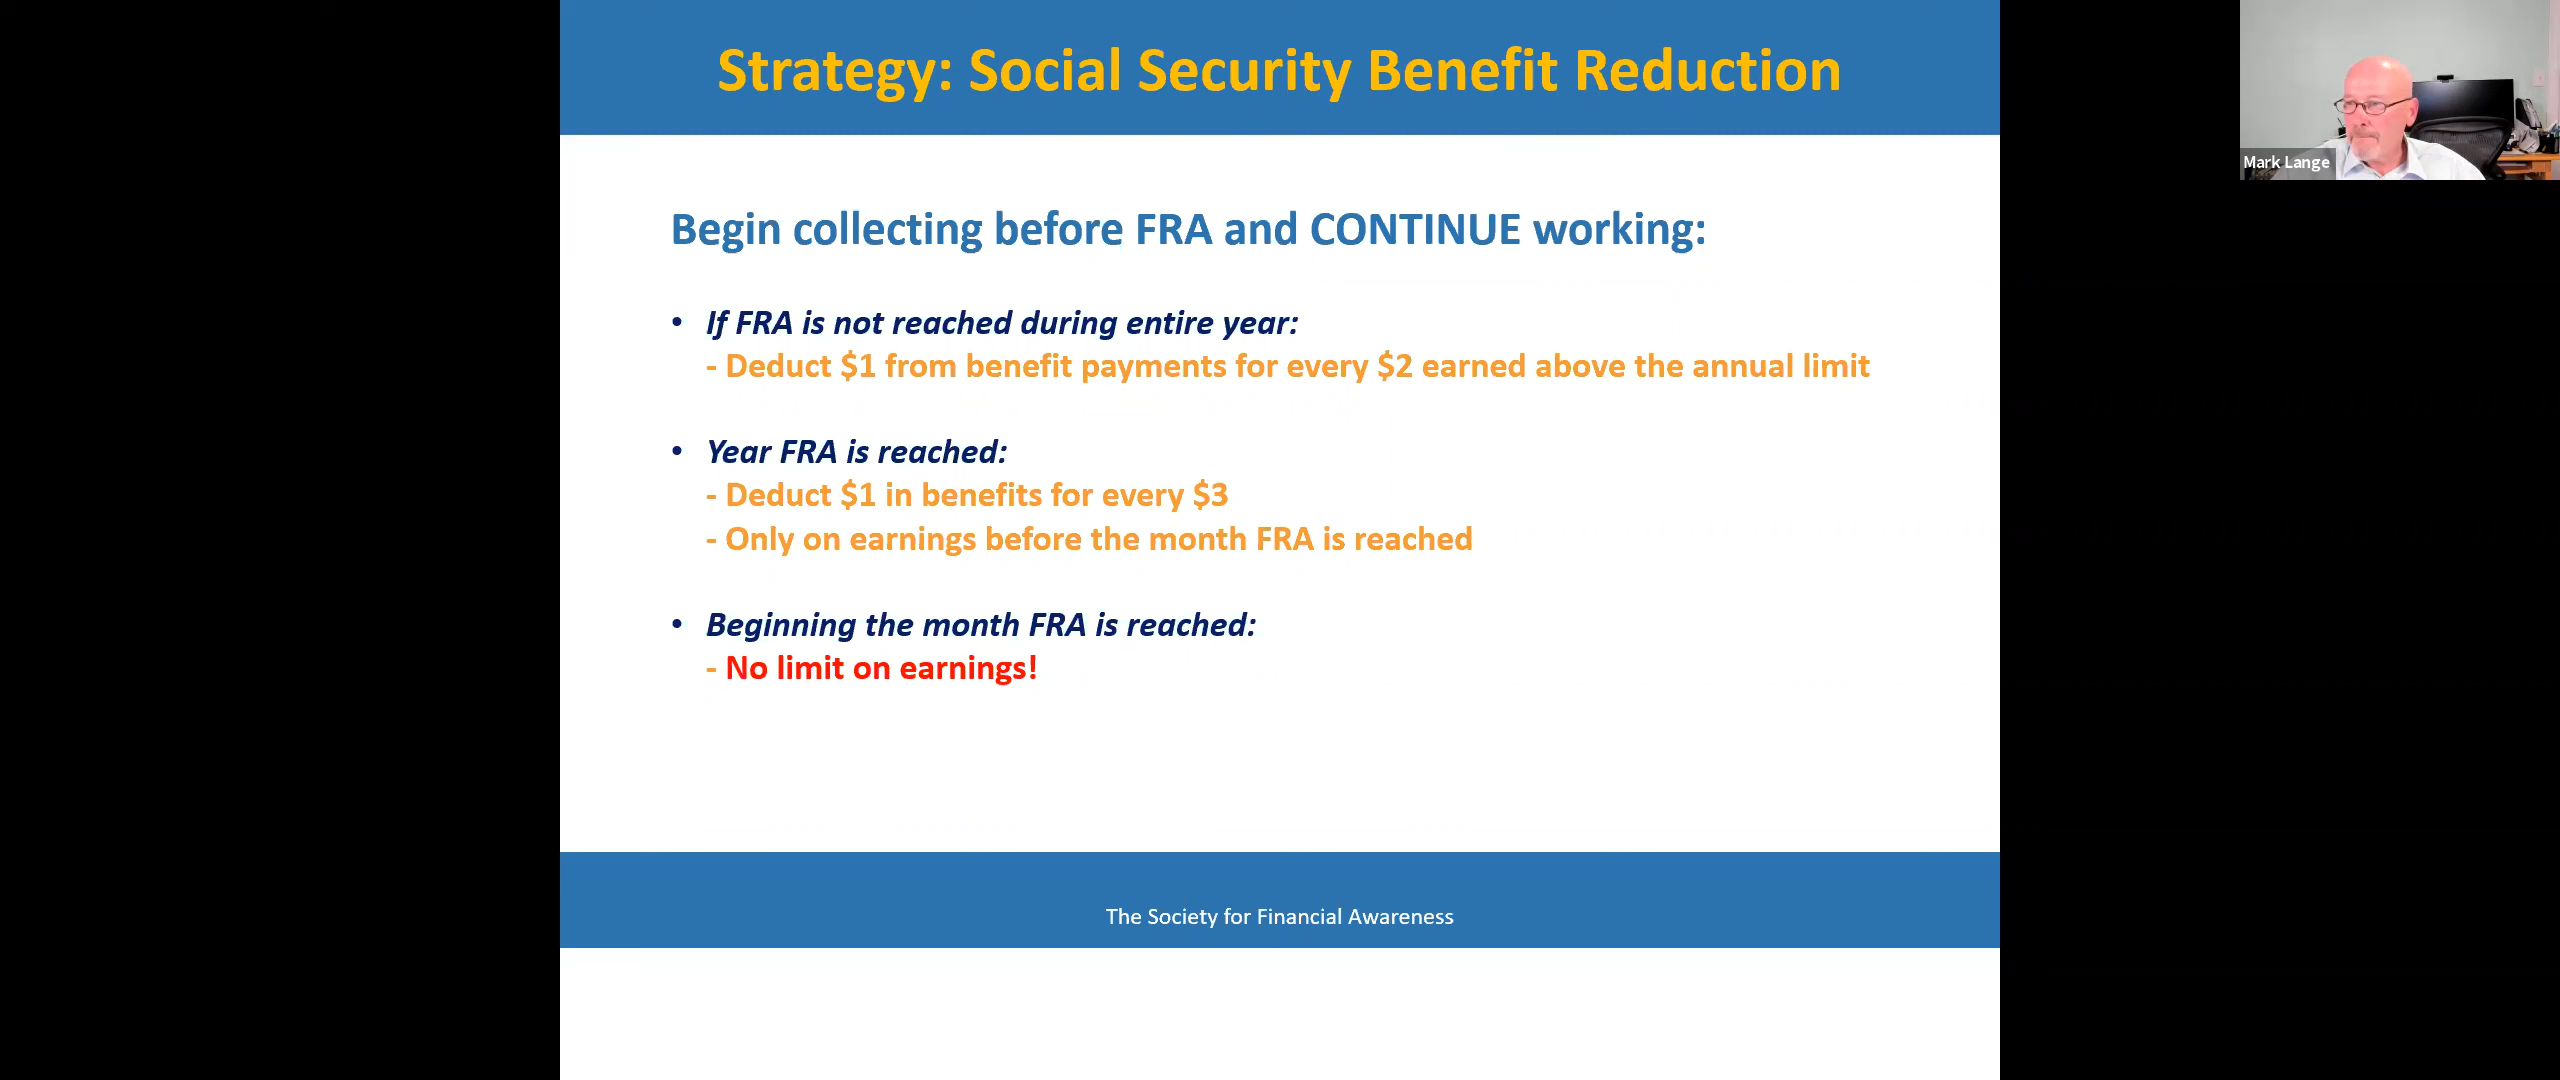 Strategy: Social Security Benefit Reduction
Mark Lange
Begin collecting before FRA and CONTINUE working:
• If FRA is not reached during entire year:
- Deduct $1 from benefit payments for every $2 earned above the annual limit
• Year FRA is reached:
- Deduct $1 in benefits for every $3
- Only on earnings before the month FRA is reached
• Beginning the month FRA is reached:
- No limit on earnings!
The Society for Financial Awareness